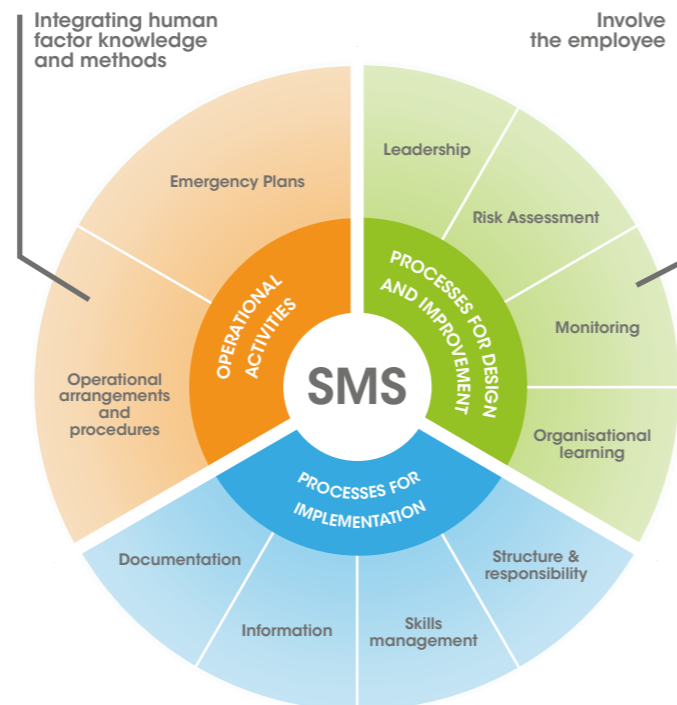 Integrating human
factor knowledge
and methods
Involve
the employee
Leadership
Emergency Plans
Risk Assessment
PROCESSES FOR DESIGN
AND IMPROVEMENT
OPERATIONAL
ACTIVITIES
Monitoring
SMS
Operational
arrangements
and
procedures
Organisational
learning
PROCESSES FOR
IMPLEMENTATION
Documentation
Structure &
responsibility
Information
Skills
management